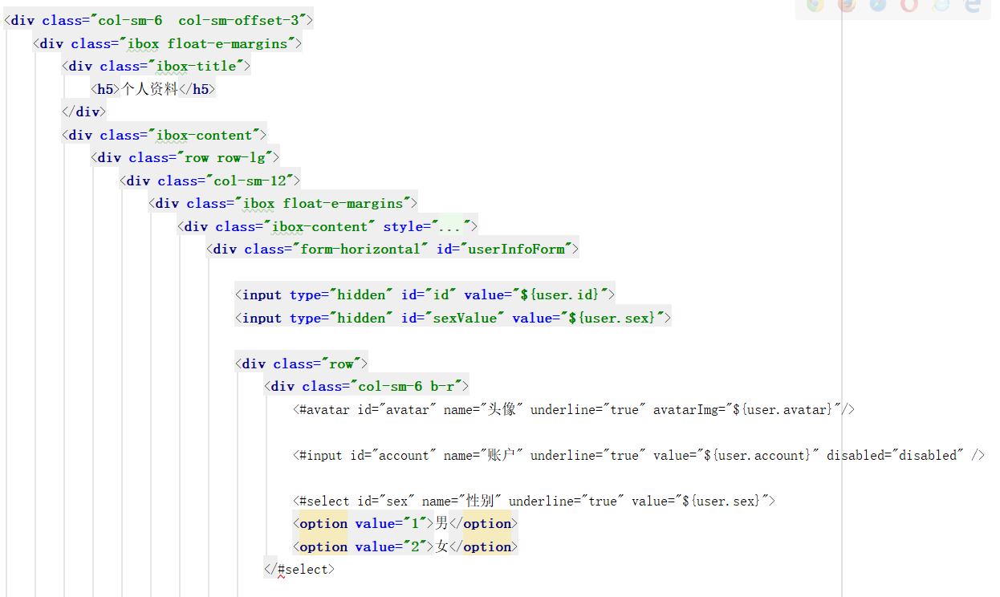 <div class="col-sm-6  col-sm-offset-3">
<div class="ibox float-e-margins">
<div class="ibox-title">
<h5>个人资料</h5>
</div>
<div class="ibox-content">
<div class="row row-lg">
<div class="col-sm-12">
<div class="ibox float-e-margins">
<div class="ibox-content" style="...">
<div class="form-horizontal" id="userInfoForm">
<input type="hidden" id="id" value="${user.id}">
<input type="hidden" id="sexValue" value="${user.sex}">
<div class="row">
<div class="col-sm-6 b-r">
<#avatar id="avatar" name="头像" underline="true" avatarImg="${user.avatar}"/>
<#input id="account" name="账户" underline="true" value="${user.account}" disabled="disabled" />
<#select id="sex" name="性别" underline="true" value="${user.sex}">
<option value="1">男</option>
<option value="2">女</option>
</#select>